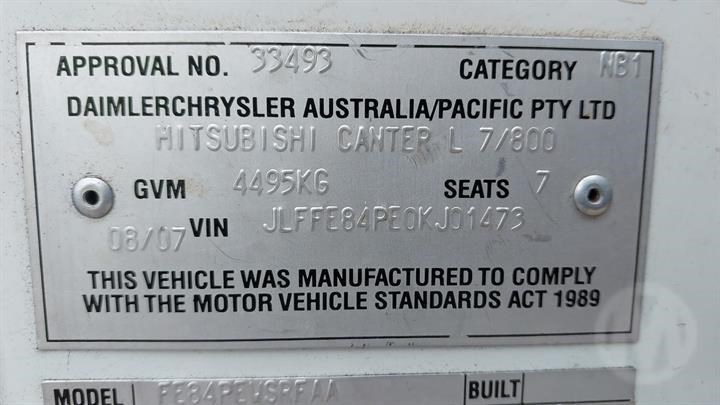 APPROVAL NO. 33493 CATEGORY NB1
DAIMLERCHRYSLER AUSTRALIA/PACIFIC PTY LTD
MITSUBISHI CANTER L 7/800
GVM 4495KG SEATS 7
08/07 VIN JLFFE84PE0KJ01473
THIS VEHICLE WAS MANUFACTURED TO COMPLY
WITH THE MOTOR VEHICLE STANDARDS ACT 1989
MODEL FE84PEWSRFAA BUILT